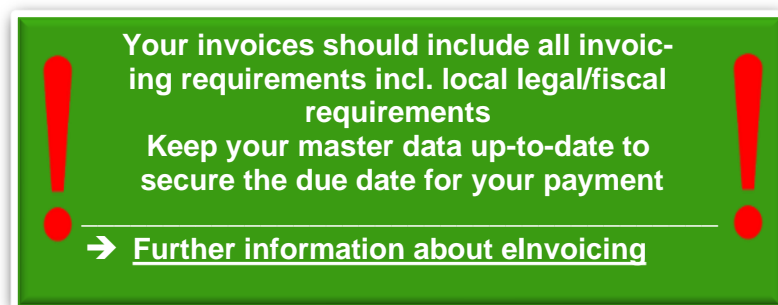 Your invoices should include all invoic-
ing requirements incl. local legal/fiscal
requirements
Keep your master data up-to-date to
secure the due date for your payment
➔ Further information about eInvoicing